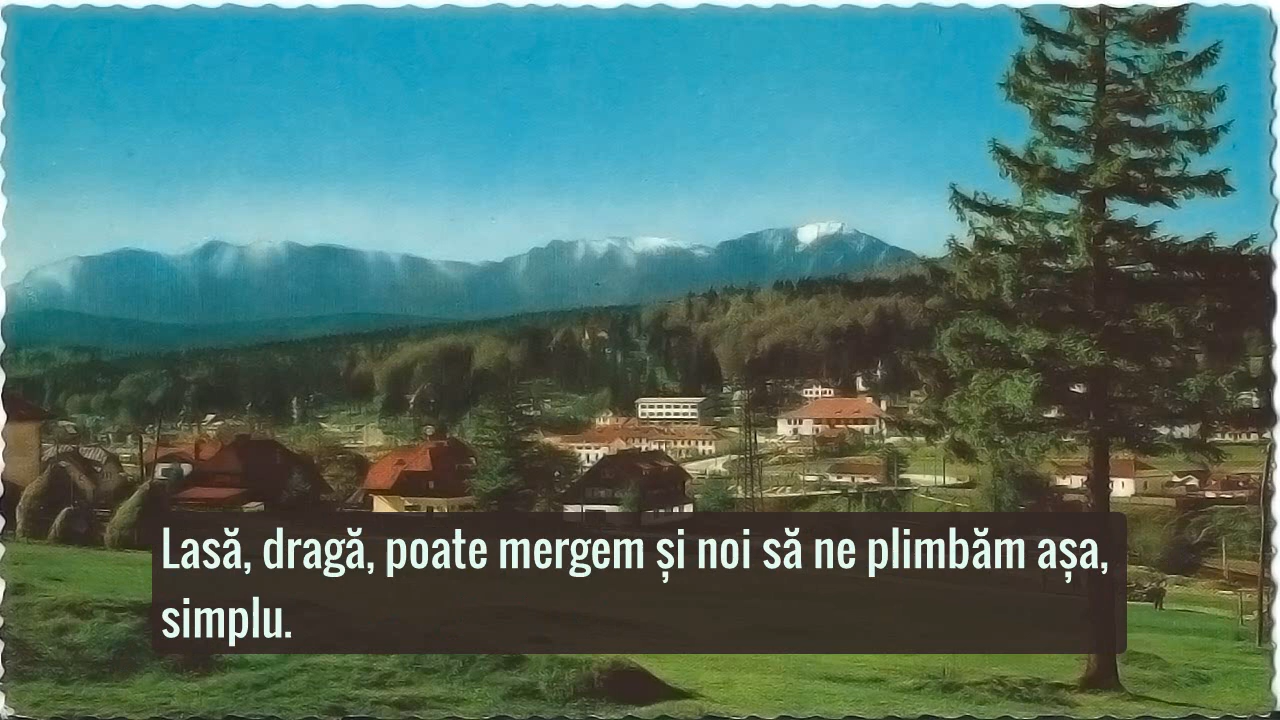 Lasă, dragă, poate mergem și noi să ne plimbăm așa,
simplu.